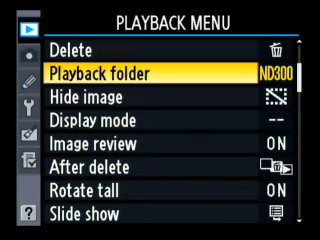 PLAYBACK MENU
Delete
Playback folder ND300
Hide image
Display mode --
Image review ON
After delete
Rotate tall ON
Slide show
?